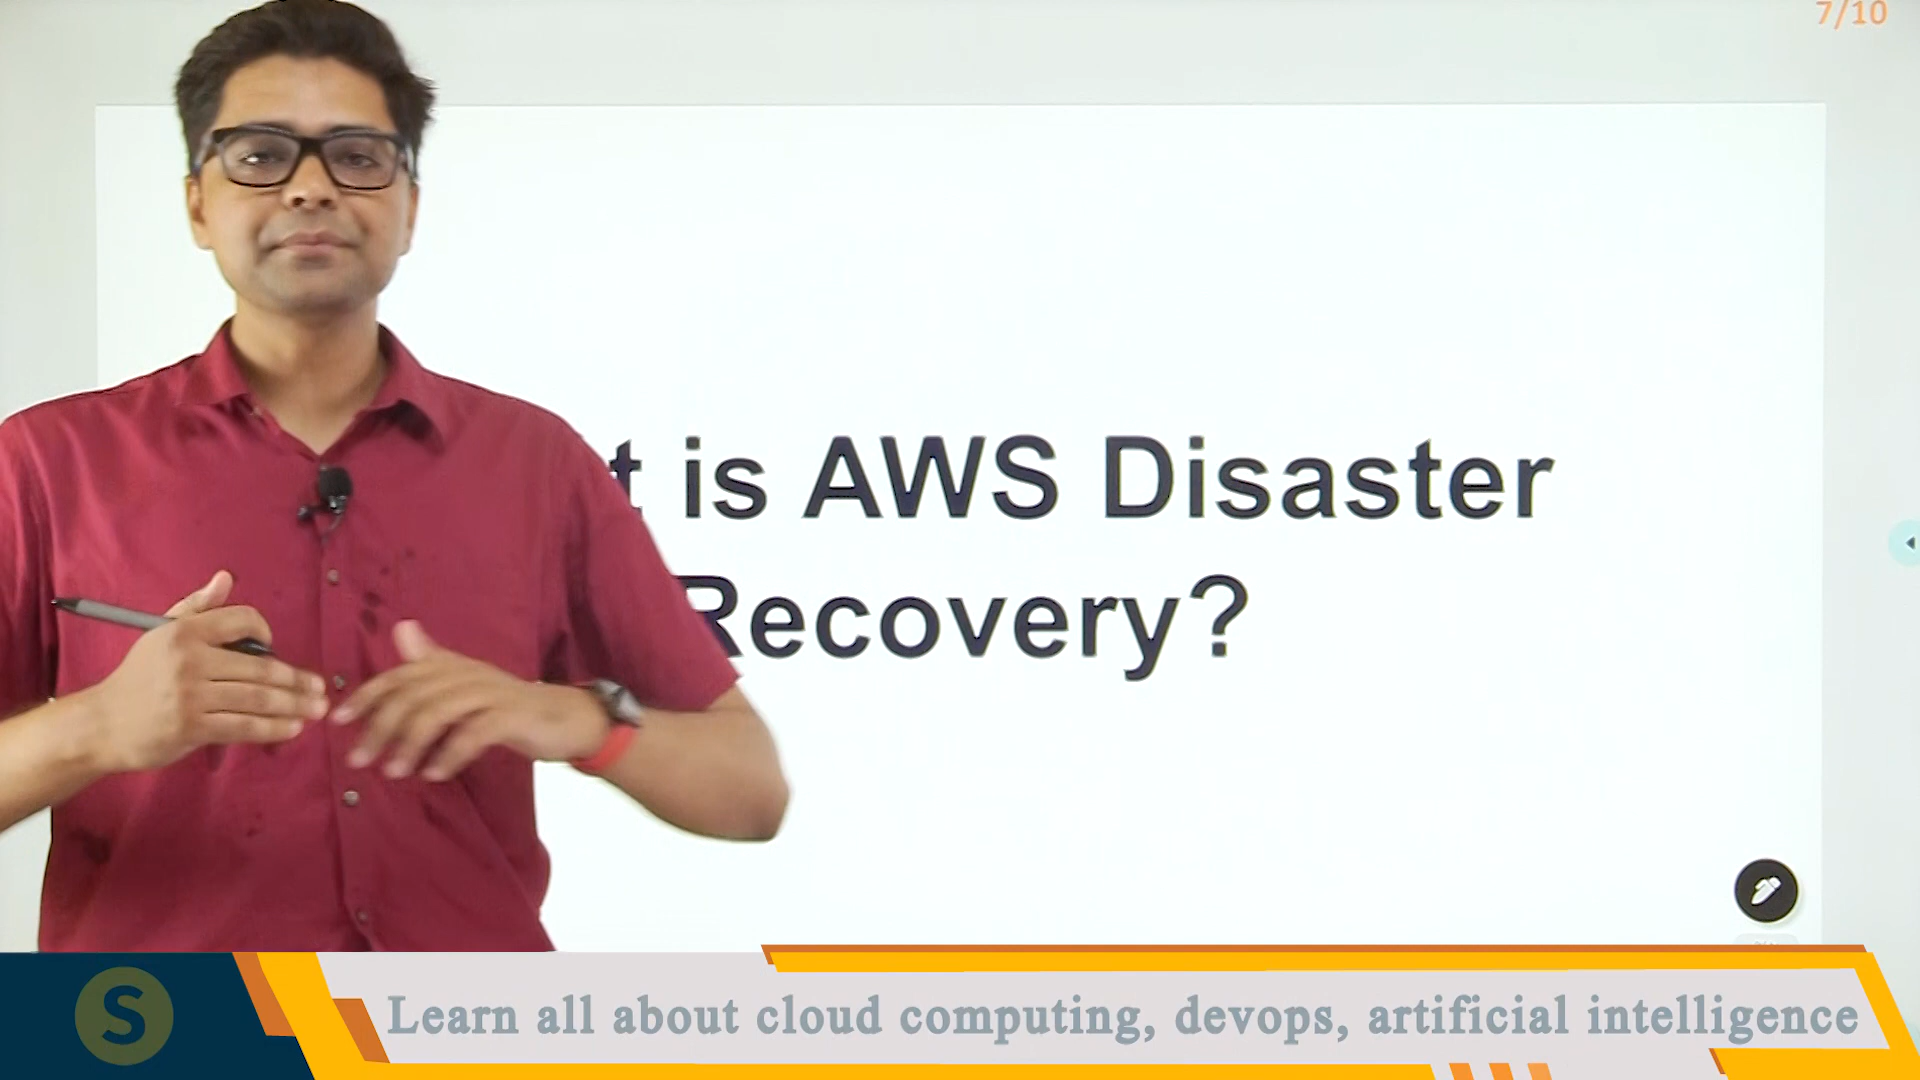 7/10
is AWS Disaster
Recovery?
S
Learn all about cloud computing, devops, artificial intelligence